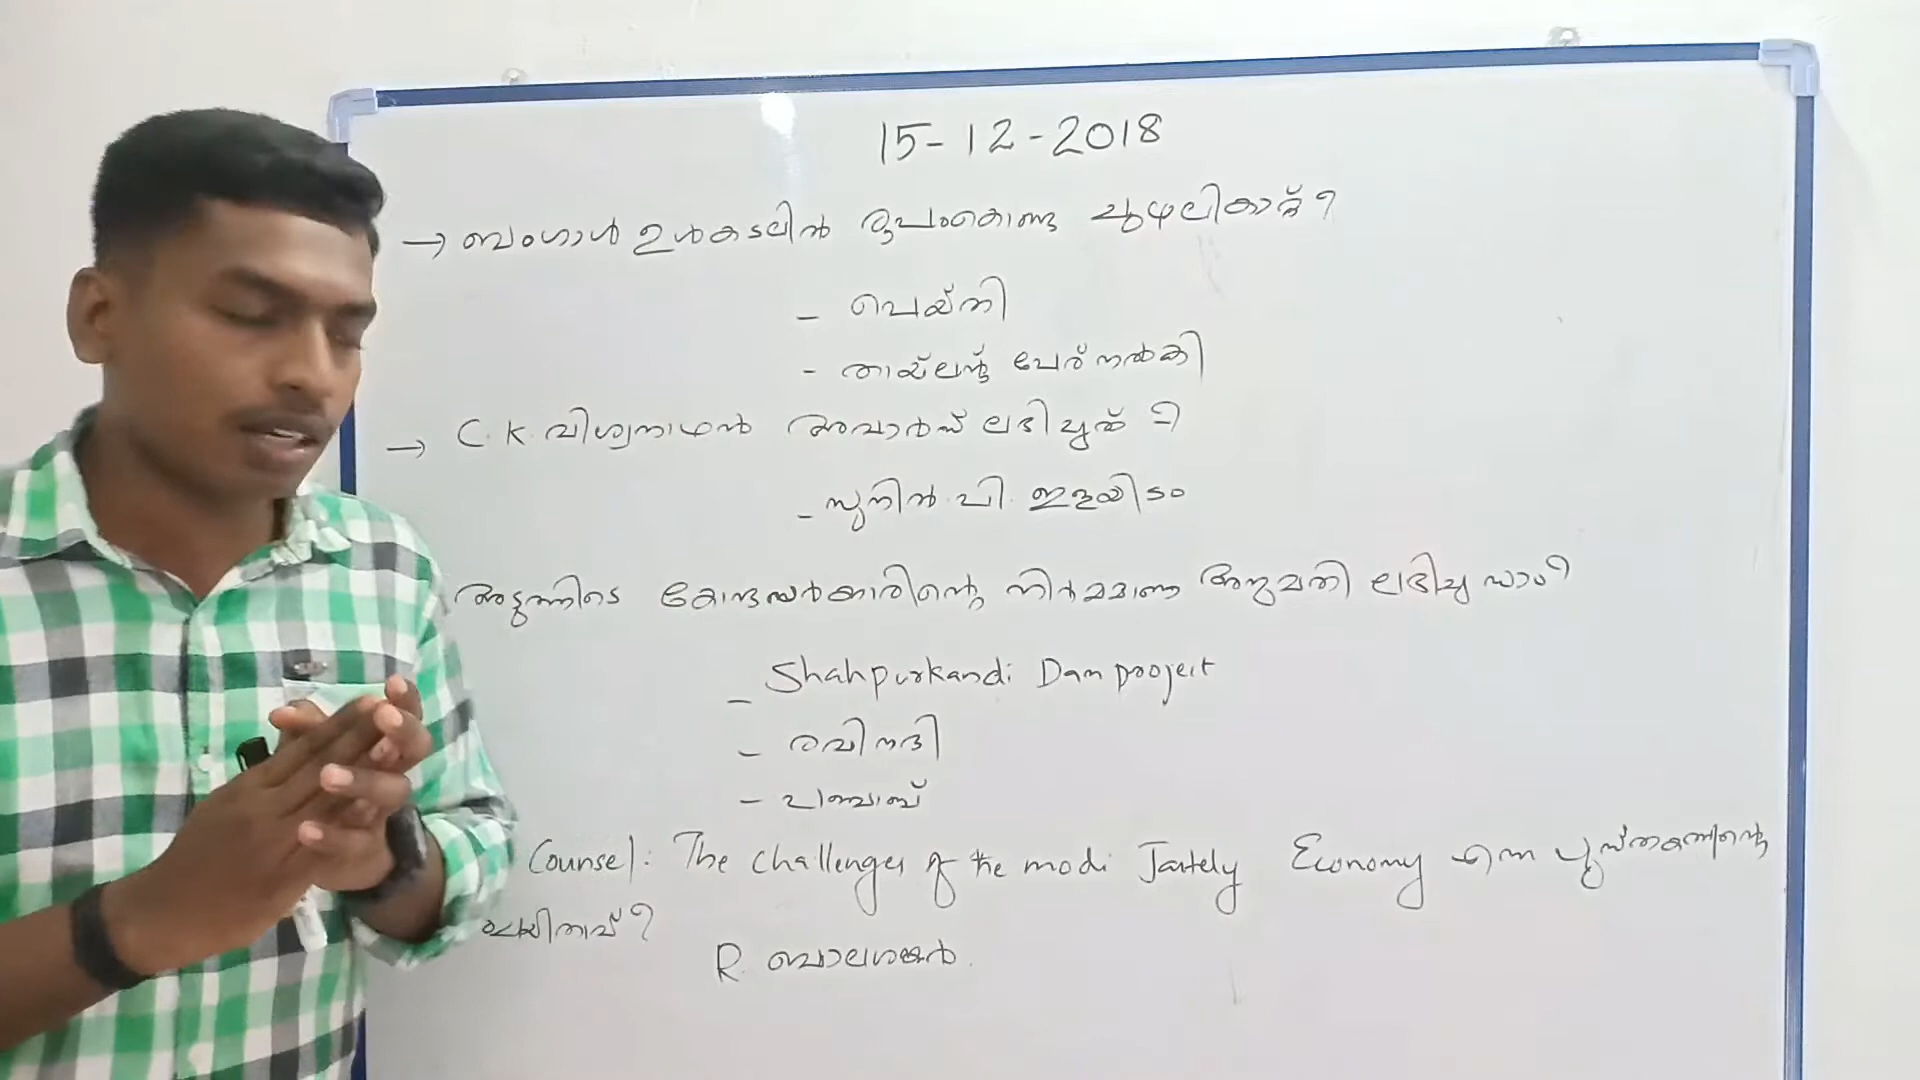 15-12-2018
→ ബംഗാൾ ഉൾകടലിൽ രൂപംകൊണ്ട ചുഴലികാറ്റ് ?
- പെയ്തി
- തായ്ലന്റ് പേര് നൽകി
→ C.K. വിശ്വനാഥൻ അവാർഡ് ലഭിച്ചത് ?
- സുനിൽ.പി. ഇളയിടം
അടുത്തിടെ കേന്ദ്രസർകാരിന്റെ നിർമ്മാണ അനുമതി ലഭിച്ച ഡാം ?
- Shahpurkandi Dam project
- രവി നദി
- പഞ്ചാബ്
Counsel: The challenges of the modi Jaitely Economy എന്ന പുസ്തകത്തിന്റെ
രചയിതാവ് ?
R. ബാലശങ്കർ.